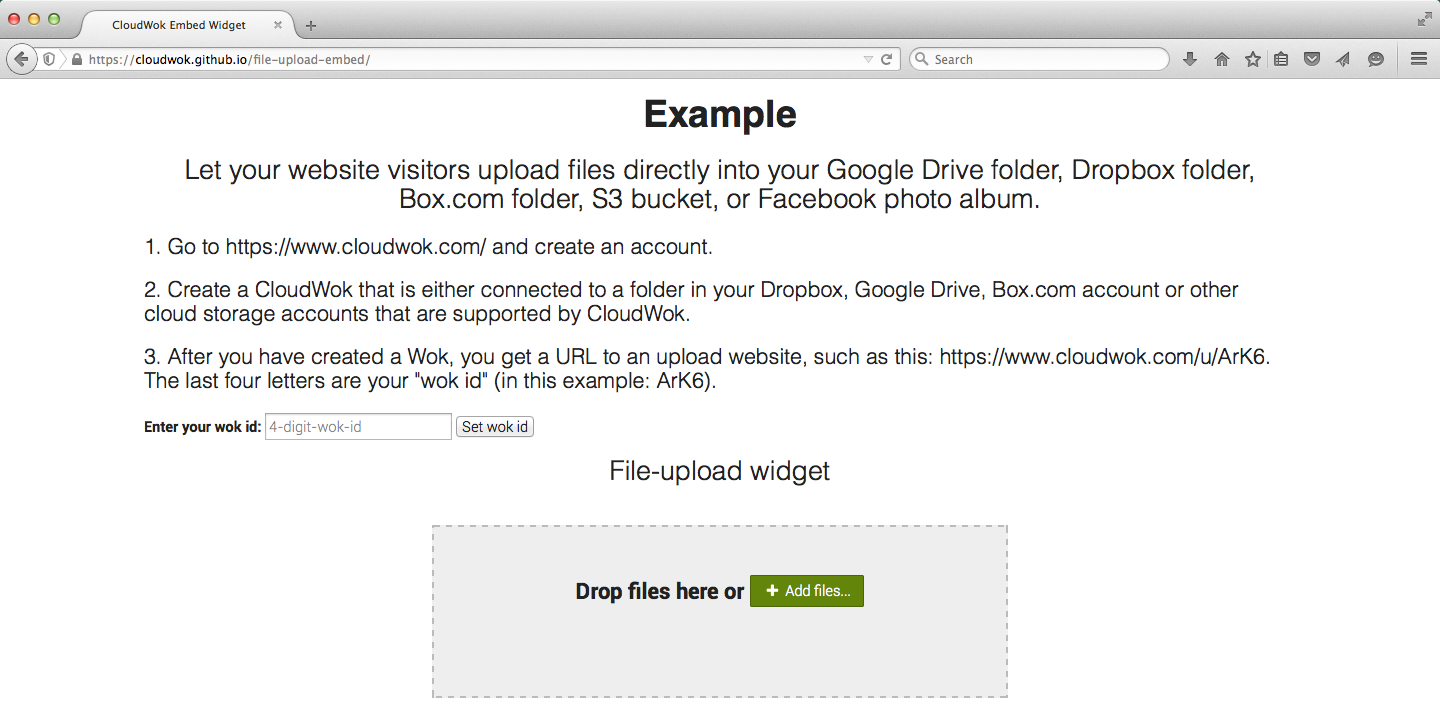 CloudWok Embed Widget
https://cloudwok.github.io/file-upload-embed/
Search
Example
Let your website visitors upload files directly into your Google Drive folder, Dropbox folder,
Box.com folder, S3 bucket, or Facebook photo album.
1. Go to https://www.cloudwok.com/ and create an account.
2. Create a CloudWok that is either connected to a folder in your Dropbox, Google Drive, Box.com account or other
cloud storage accounts that are supported by CloudWok.
3. After you have created a Wok, you get a URL to an upload website, such as this: https://www.cloudwok.com/u/ArK6.
The last four letters are your "wok id" (in this example: ArK6).
Enter your wok id: 4-digit-wok-id Set wok id
File-upload widget
Drop files here or + Add files...